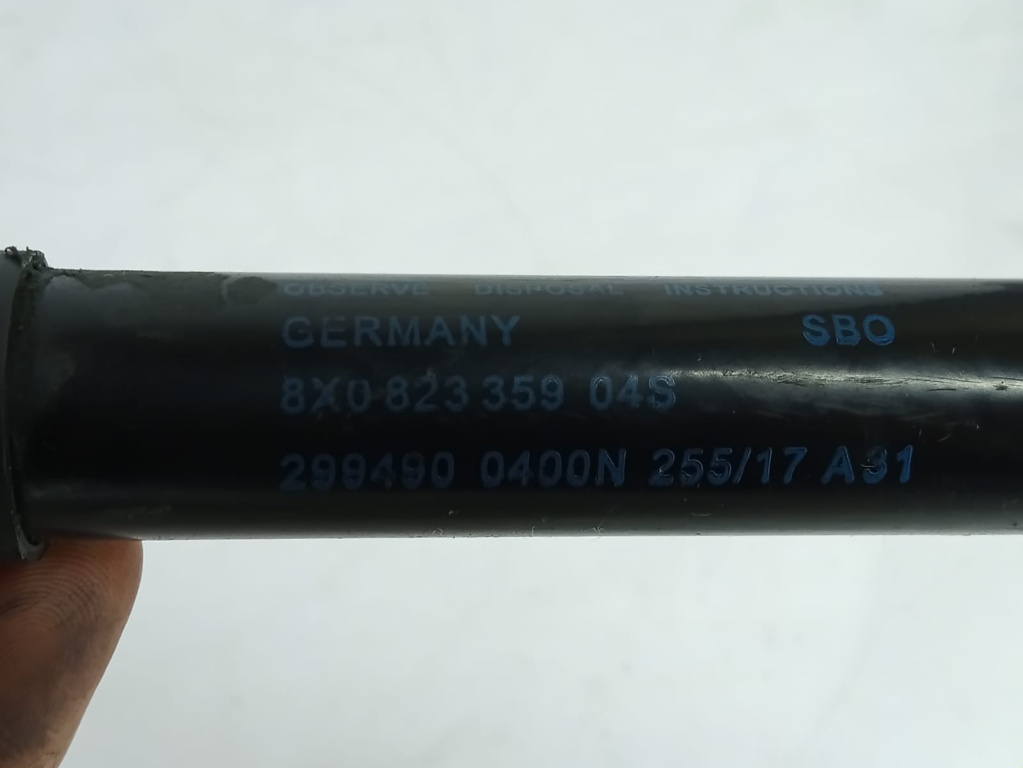 OBSERVE DISPOSAL INSTRUCTIONS
GERMANY SBO
8X0 823 359 04S
299490 0400N 255/17 A31